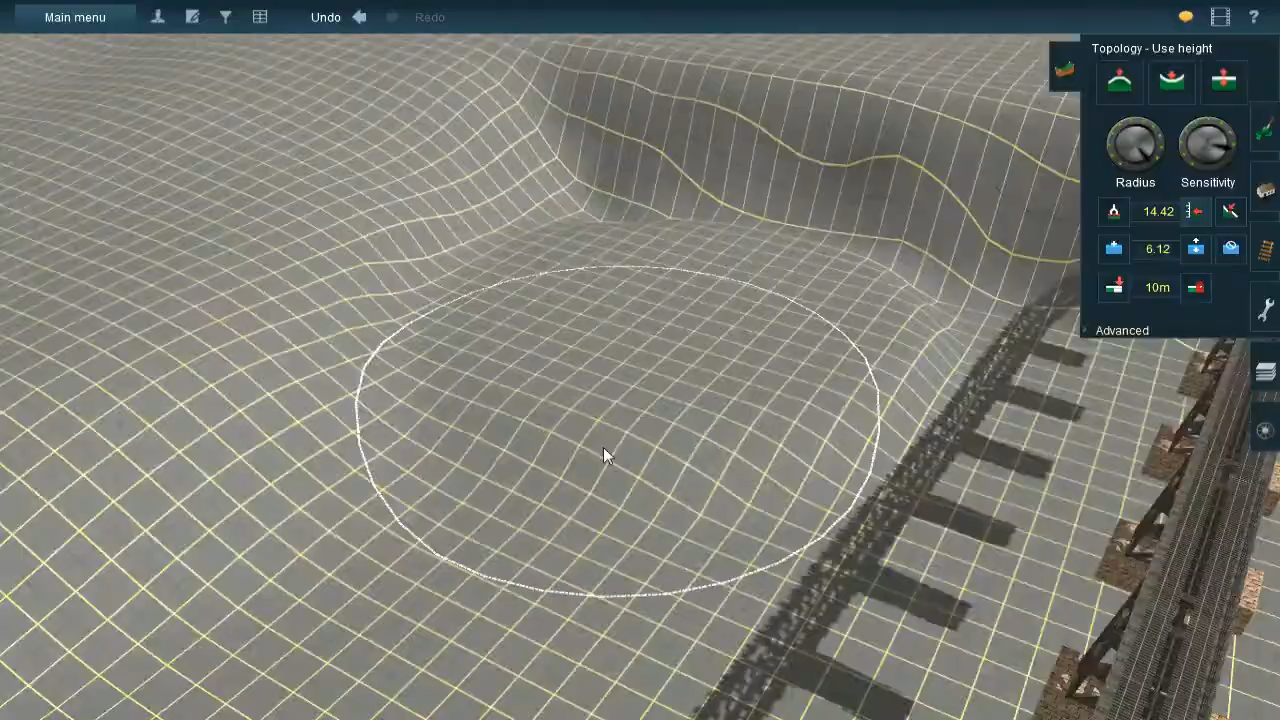 Main menu
Undo
Redo
?
Topology - Use height
Radius
Sensitivity
14.42
6.12
10m
Advanced